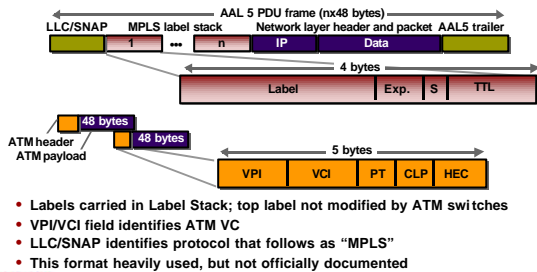 AAL 5 PDU frame (nx48 bytes)
LLC/SNAP MPLS label stack Network layer header and packet AAL5 trailer
1 ••• n IP Data
4 bytes
Label Exp. S TTL
48 bytes
48 bytes
ATM header
ATM payload
5 bytes
VPI VCI PT CLP HEC
• Labels carried in Label Stack; top label not modified by ATM switches
• VPI/VCI field identifies ATM VC
• LLC/SNAP identifies protocol that follows as “MPLS”
• This format heavily used, but not officially documented